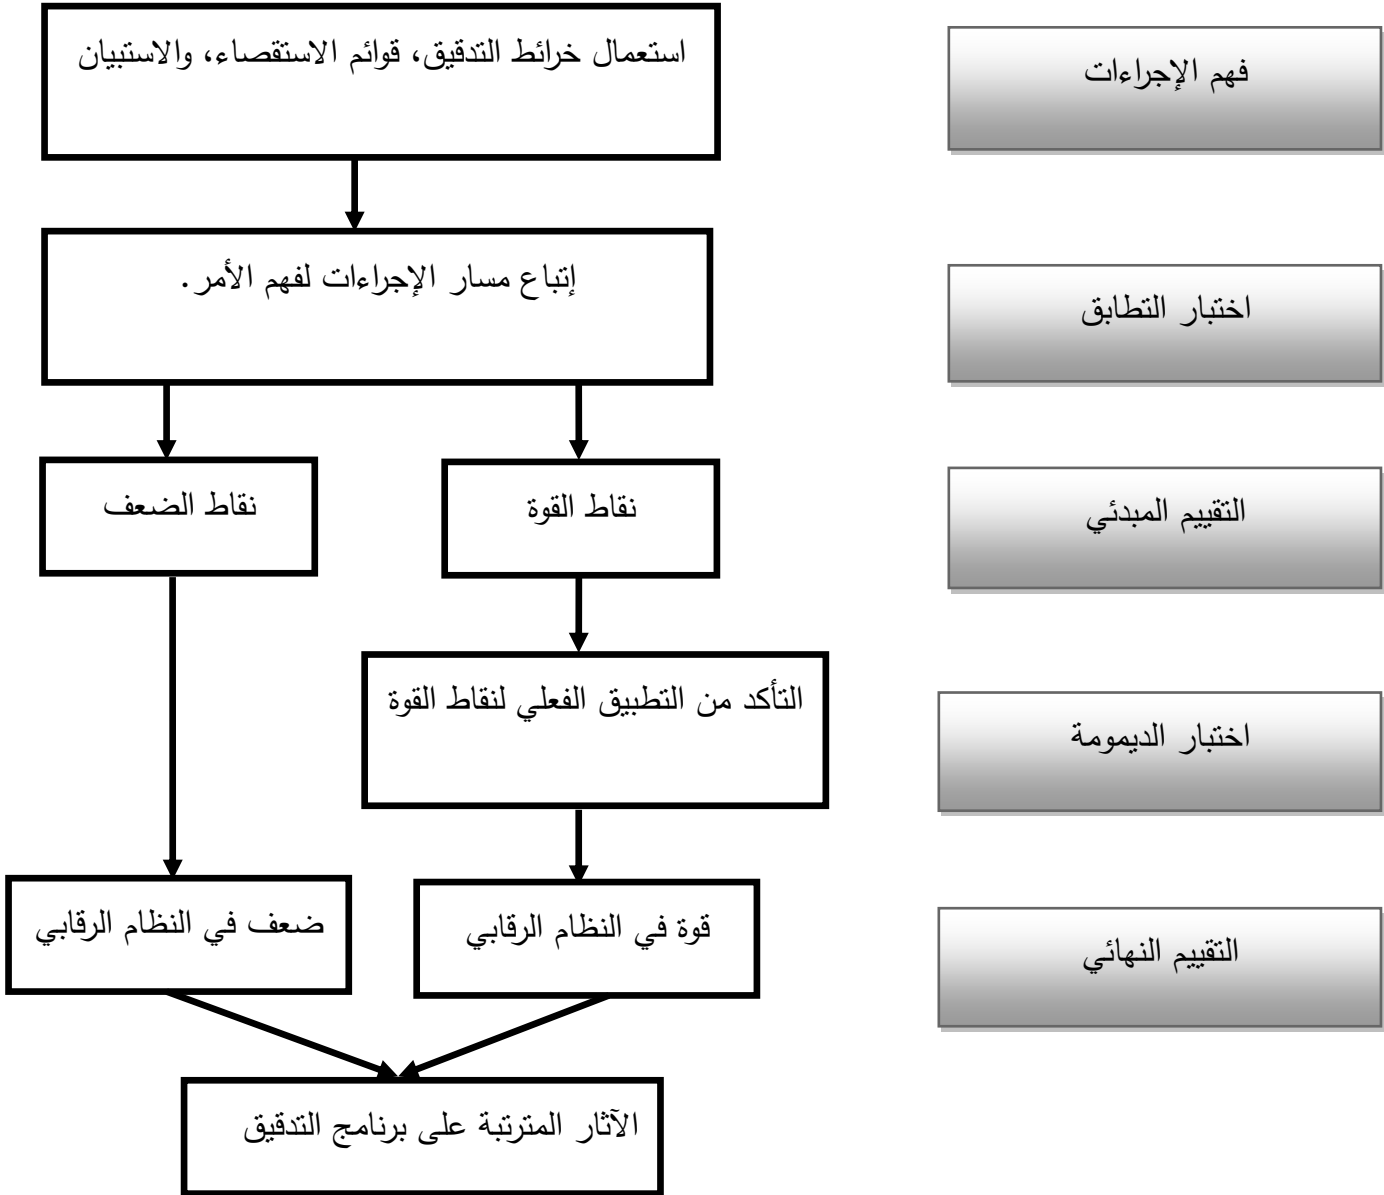 فهم الإجراءات
استعمال خرائط التدقيق، قوائم الاستقصاء، والاستبيان
اختبار التطابق
إتباع مسار الإجراءات لفهم الأمر.
التقييم المبدئي
نقاط القوة
نقاط الضعف
اختبار الديمومة
التأكد من التطبيق الفعلي لنقاط القوة
التقييم النهائي
قوة في النظام الرقابي
ضعف في النظام الرقابي
الآثار المترتبة على برنامج التدقيق